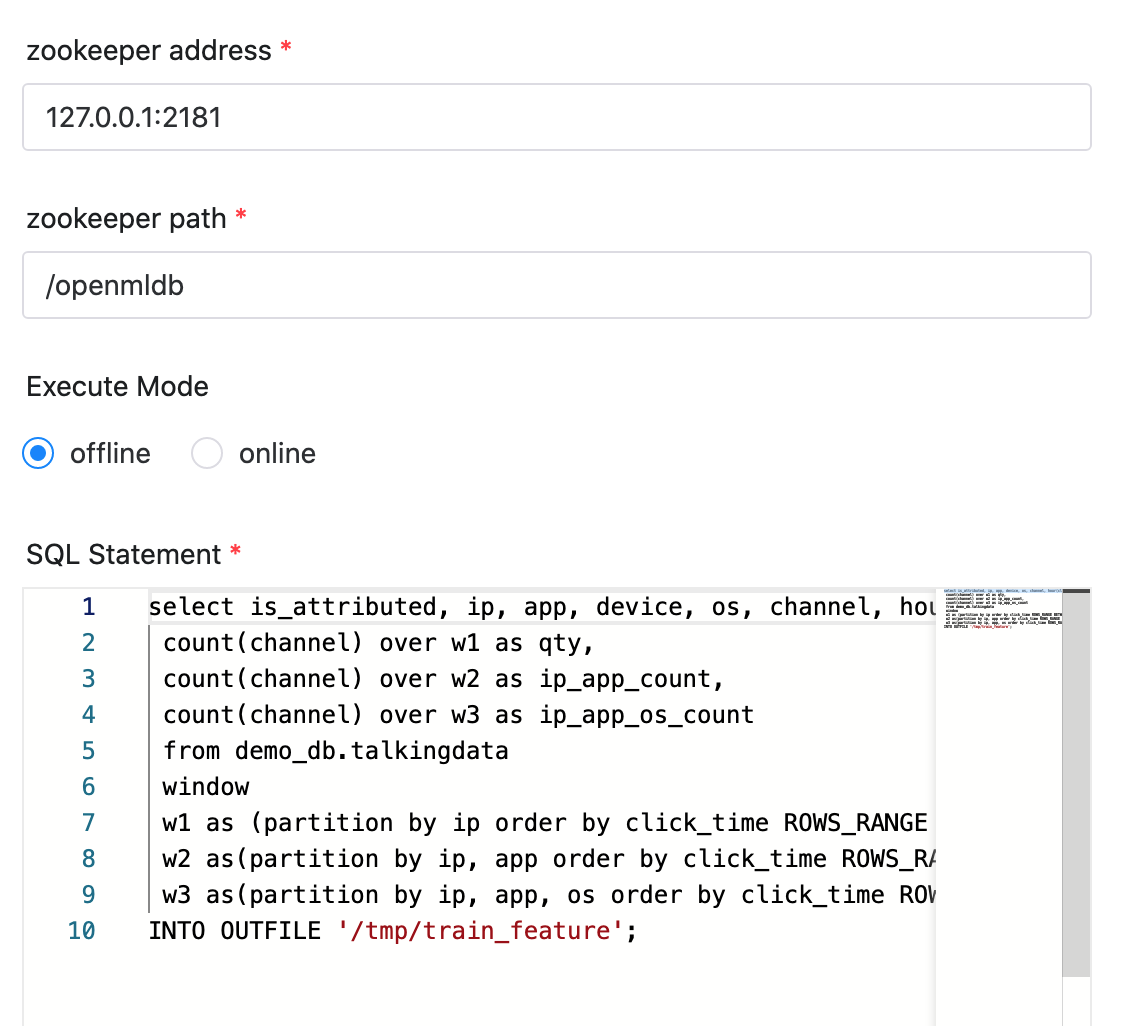 zookeeper address *
127.0.0.1:2181
zookeeper path *
/openmldb
Execute Mode
offline online
SQL Statement *
1 select is_attributed, ip, app, device, os, channel, hou
2 count(channel) over w1 as qty,
3 count(channel) over w2 as ip_app_count,
4 count(channel) over w3 as ip_app_os_count
5 from demo_db.talkingdata
6 window
7 w1 as (partition by ip order by click_time ROWS_RANGE
8 w2 as(partition by ip, app order by click_time ROWS_RA
9 w3 as(partition by ip, app, os order by click_time ROW
10 INTO OUTFILE '/tmp/train_feature';